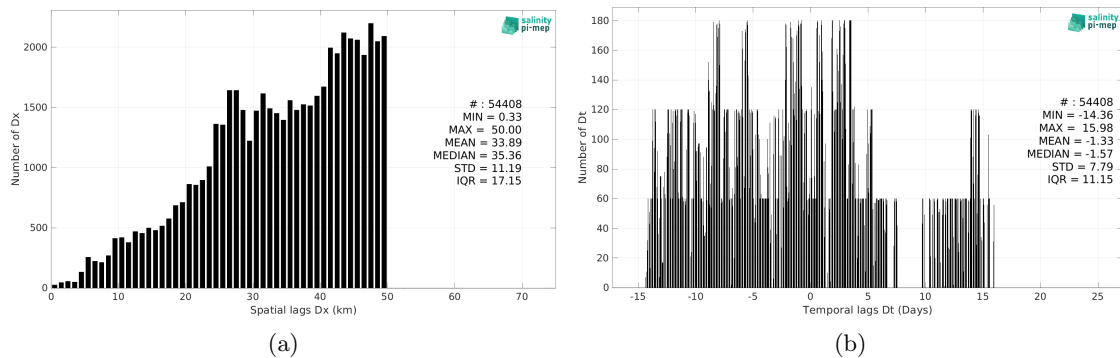 salinity
pi-mep
2000
1500
1000
500
0
Number of Dx
# : 54408
MIN = 0.33
MAX = 50.00
MEAN = 33.89
MEDIAN = 35.36
STD = 11.19
IQR = 17.15
0 10 20 30 40 50 60 70
Spatial lags Dx (km)
(a)
salinity
pi-mep
180
160
140
120
100
80
60
40
20
0
Number of Dt
# : 54408
MIN = -14.36
MAX = 15.98
MEAN = -1.33
MEDIAN = -1.57
STD = 7.79
IQR = 11.15
-15 -10 -5 0 5 10 15 20 25
Temporal lags Dt (Days)
(b)